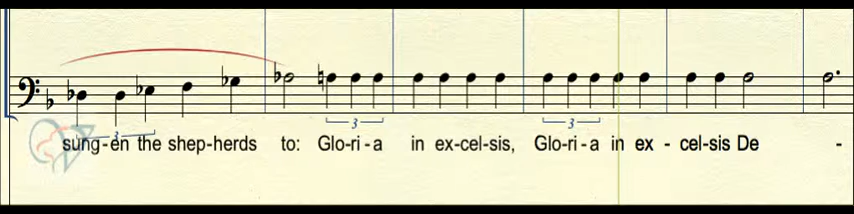 3 3 3
sung-en the shep-herds to: Glo-ri-a in ex-cel-sis, Glo-ri-a in ex - cel-sis De -